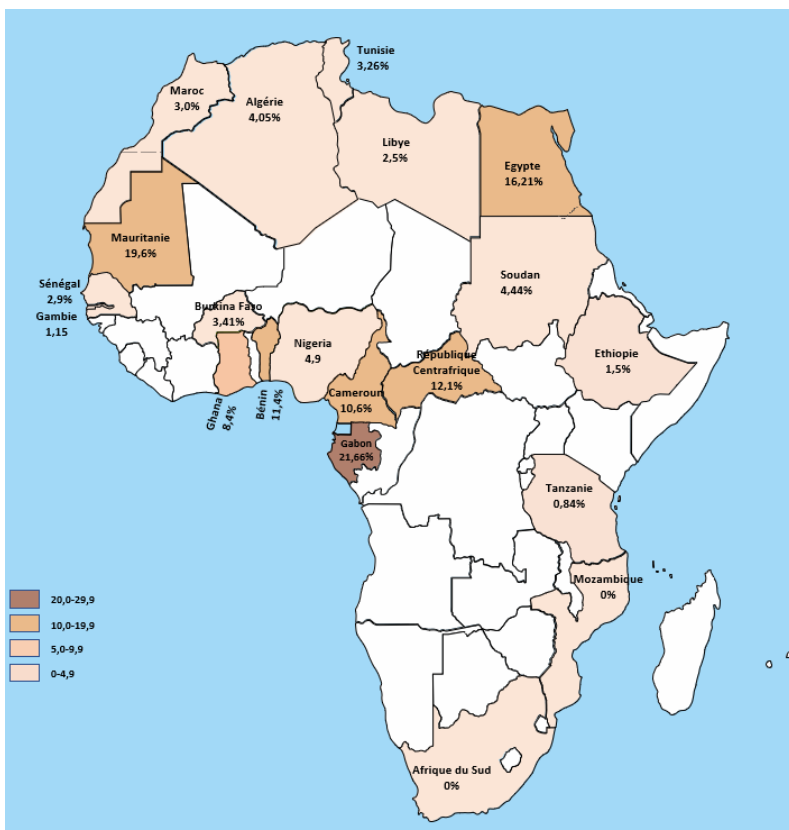 Tunisie
3,26%
Maroc
3,0%
Algérie
4,05%
Libye
2,5%
Egypte
16,21%
Mauritanie
19,6%
Sénégal
2,9%
Gambie
1,15
Burkina Faso
3,41%
Soudan
4,44%
Nigeria
4,9
Ethiopie
1,5%
République
Centrafrique
12,1%
Ghana
8,4%
Bénin
11,4%
Cameroun
10,6%
Gabon
21,66%
Tanzanie
0,84%
Mozambique
0%
Afrique du Sud
0%
20,0-29,9
10,0-19,9
5,0-9,9
0-4,9